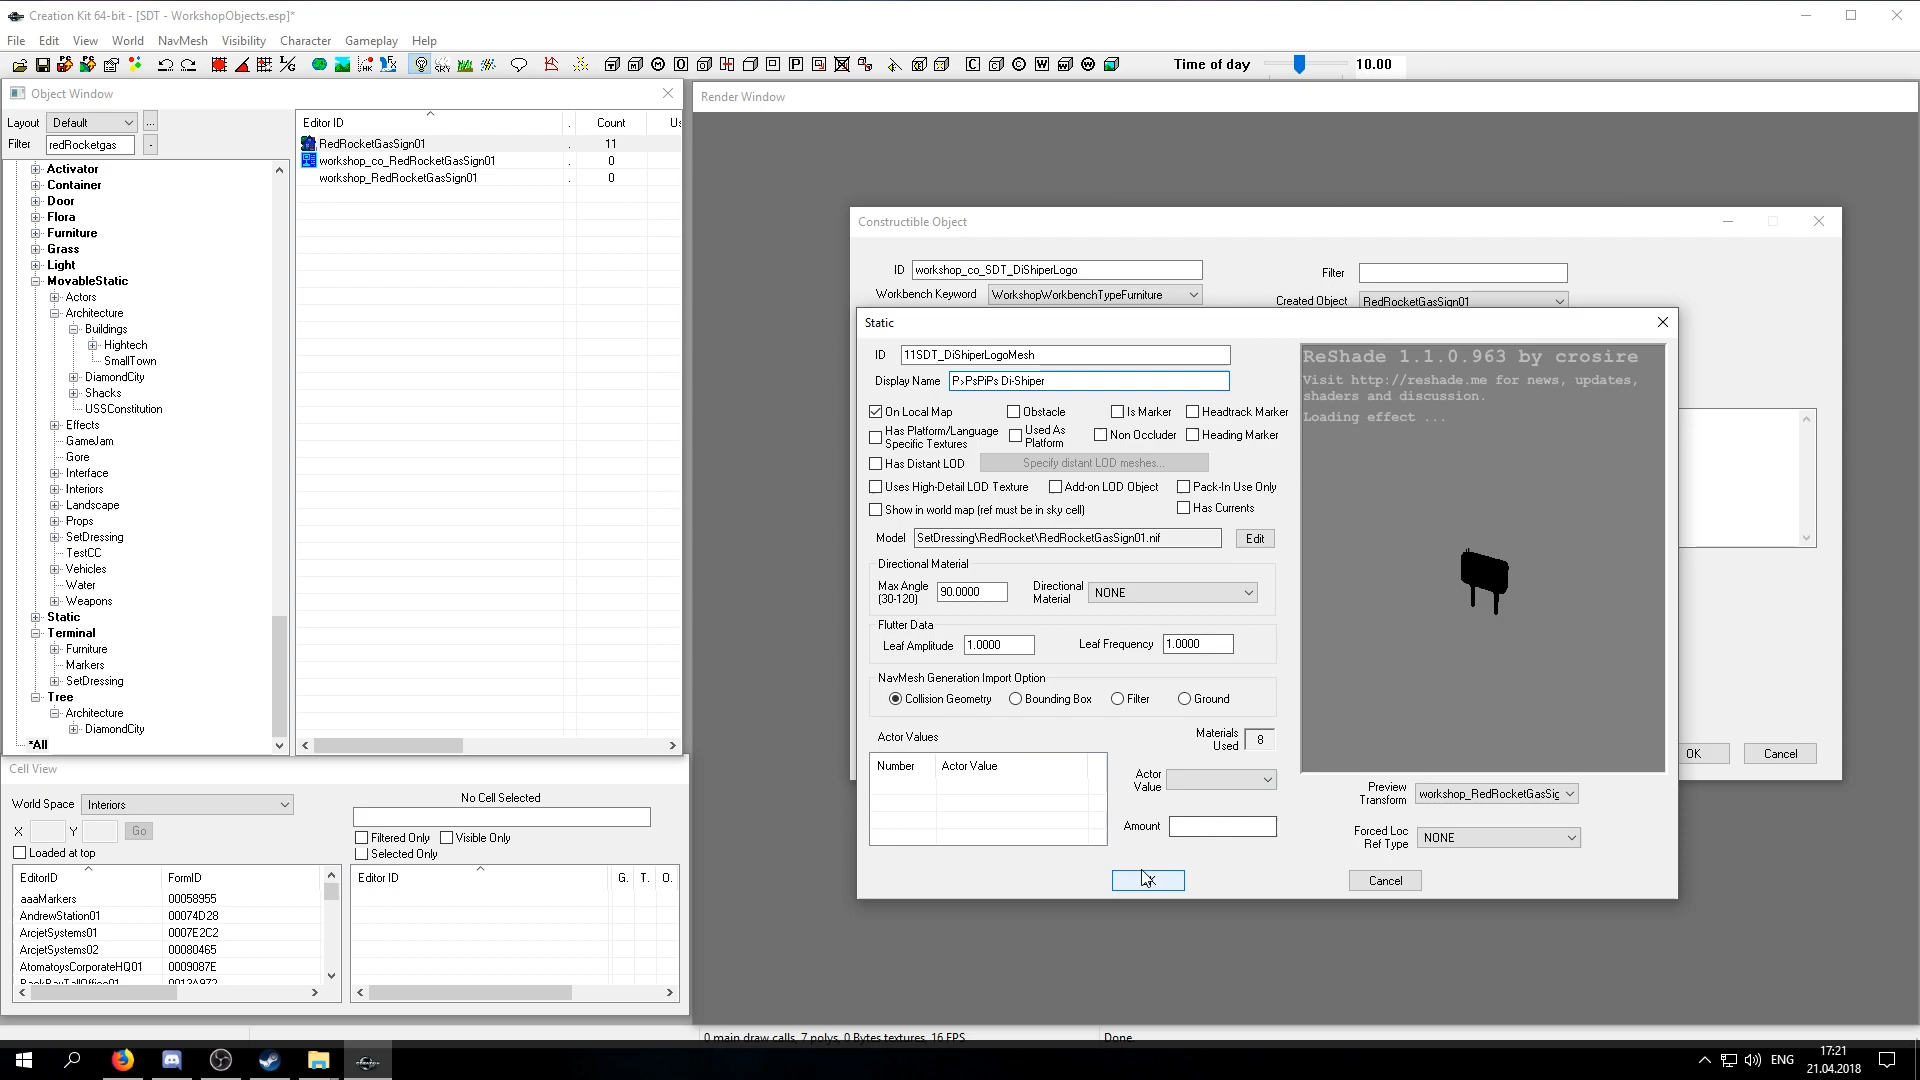 Creation Kit 64-bit - [SDT - WorkshopObjects.esp]*
File Edit View World NavMesh Visibility Character Gameplay Help
Time of day 10.00
Object Window
Layout Default ...
Filter redRocketgas -
Activator
Container
Door
Flora
Furniture
Grass
Light
MovableStatic
Actors
Architecture
Buildings
Hightech
SmallTown
DiamondCity
Shacks
USSConstitution
Effects
GameJam
Gore
Interface
Interiors
Landscape
Props
SetDressing
TestCC
Vehicles
Water
Weapons
Static
Terminal
Furniture
Markers
SetDressing
Tree
Architecture
DiamondCity
*All
Editor ID . Count Us
RedRocketGasSign01 . 11
workshop_co_RedRocketGasSign01 . 0
workshop_RedRocketGasSign01 . 0
Cell View
World Space Interiors
X Y Go
Loaded at top
EditorID FormID
aaaMarkers 00058955
AndrewStation01 00074D28
ArcjetSystems01 0007E2C2
ArcjetSystems02 00080465
AtomatoysCorporateHQ01 0009087E
No Cell Selected
Filtered Only Visible Only
Selected Only
Editor ID G. T. O.
Render Window
Constructible Object
ID workshop_co_SDT_DiShiperLogo
Workbench Keyword WorkshopWorkbenchTypeFurniture
Filter
Created Object RedRocketGasSign01
OK Cancel
Static
ID 11SDT_DiShiperLogoMesh
Display Name P›PsPiPs Di-Shiper
On Local Map Obstacle Is Marker Headtrack Marker
Has Platform/Language Specific Textures Used As Platform Non Occluder Heading Marker
Has Distant LOD Specify distant LOD meshes...
Uses High-Detail LOD Texture Add-on LOD Object Pack-In Use Only
Show in world map (ref must be in sky cell) Has Currents
Model SetDressing\RedRocket\RedRocketGasSign01.nif Edit
Directional Material
Max Angle (30-120) 90.0000 Directional Material NONE
Flutter Data
Leaf Amplitude 1.0000 Leaf Frequency 1.0000
NavMesh Generation Import Option
Collision Geometry Bounding Box Filter Ground
Actor Values Materials Used 8
Number Actor Value
Actor Value
Amount
Cancel
ReShade 1.1.0.963 by crosire
Visit http://reshade.me for news, updates,
shaders and discussion.
Loading effect ...
Preview Transform workshop_RedRocketGasSig
Forced Loc Ref Type NONE
0 main draw calls, 7 polys, 0 Bytes textures, 16 FPS Done.
ENG 17:21
21.04.2018